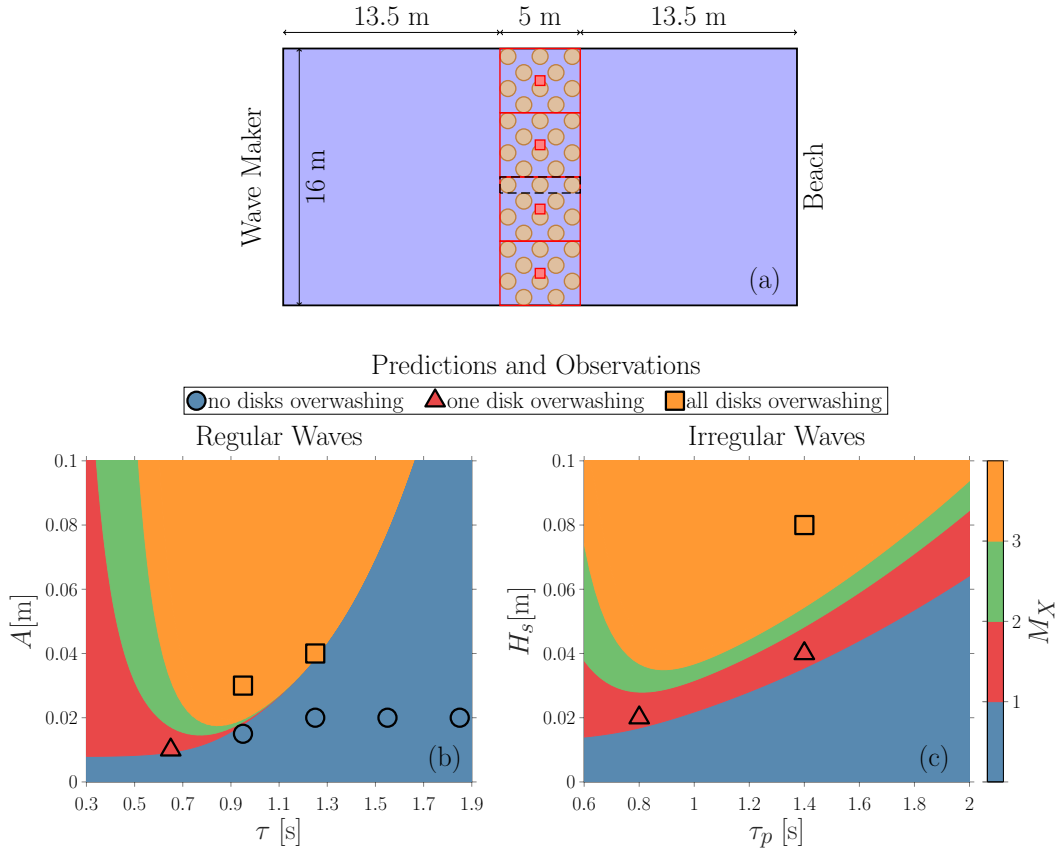 13.5 m 5 m 13.5 m
Wave Maker
16 m
Beach
(a)
Predictions and Observations
no disks overwashing one disk overwashing all disks overwashing
Regular Waves
0.1
0.08
0.06
0.04
0.02
0
A[m]
0.3 0.5 0.7 0.9 1.1 1.3 1.5 1.7 1.9
τ [s]
(b)
Irregular Waves
0.1
0.08
0.06
0.04
0.02
0
H_s[m]
0.6 0.8 1 1.2 1.4 1.6 1.8 2
τ_p [s]
(c)
3
2
1
M_X